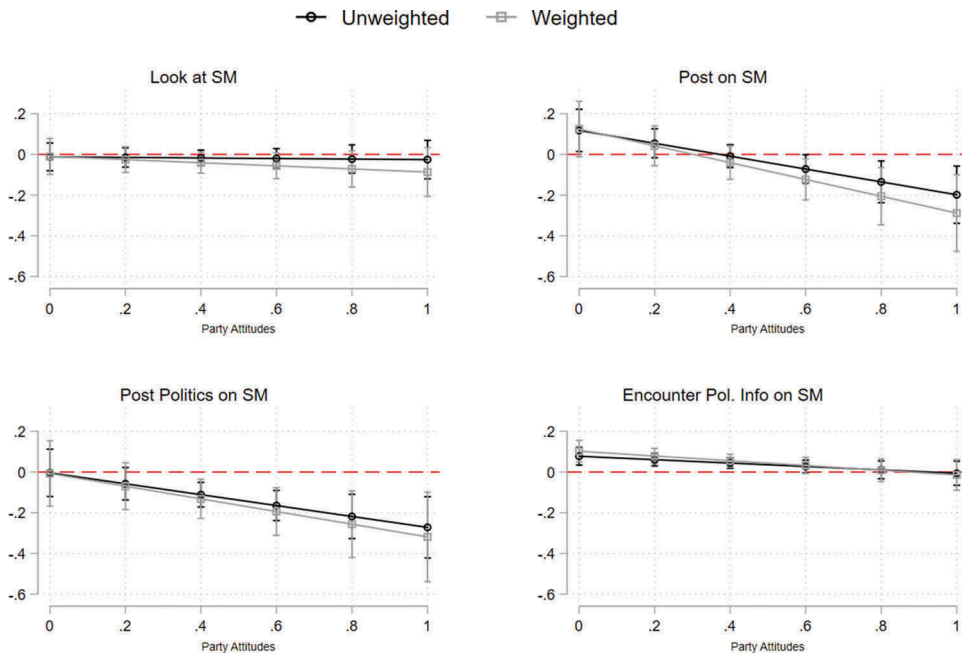 Unweighted Weighted
Look at SM
.2
0
-.2
-.4
-.6
0 .2 .4 .6 .8 1
Party Attitudes
Post on SM
.2
0
-.2
-.4
-.6
0 .2 .4 .6 .8 1
Party Attitudes
Post Politics on SM
.2
0
-.2
-.4
-.6
0 .2 .4 .6 .8 1
Party Attitudes
Encounter Pol. Info on SM
.2
0
-.2
-.4
-.6
0 .2 .4 .6 .8 1
Party Attitudes